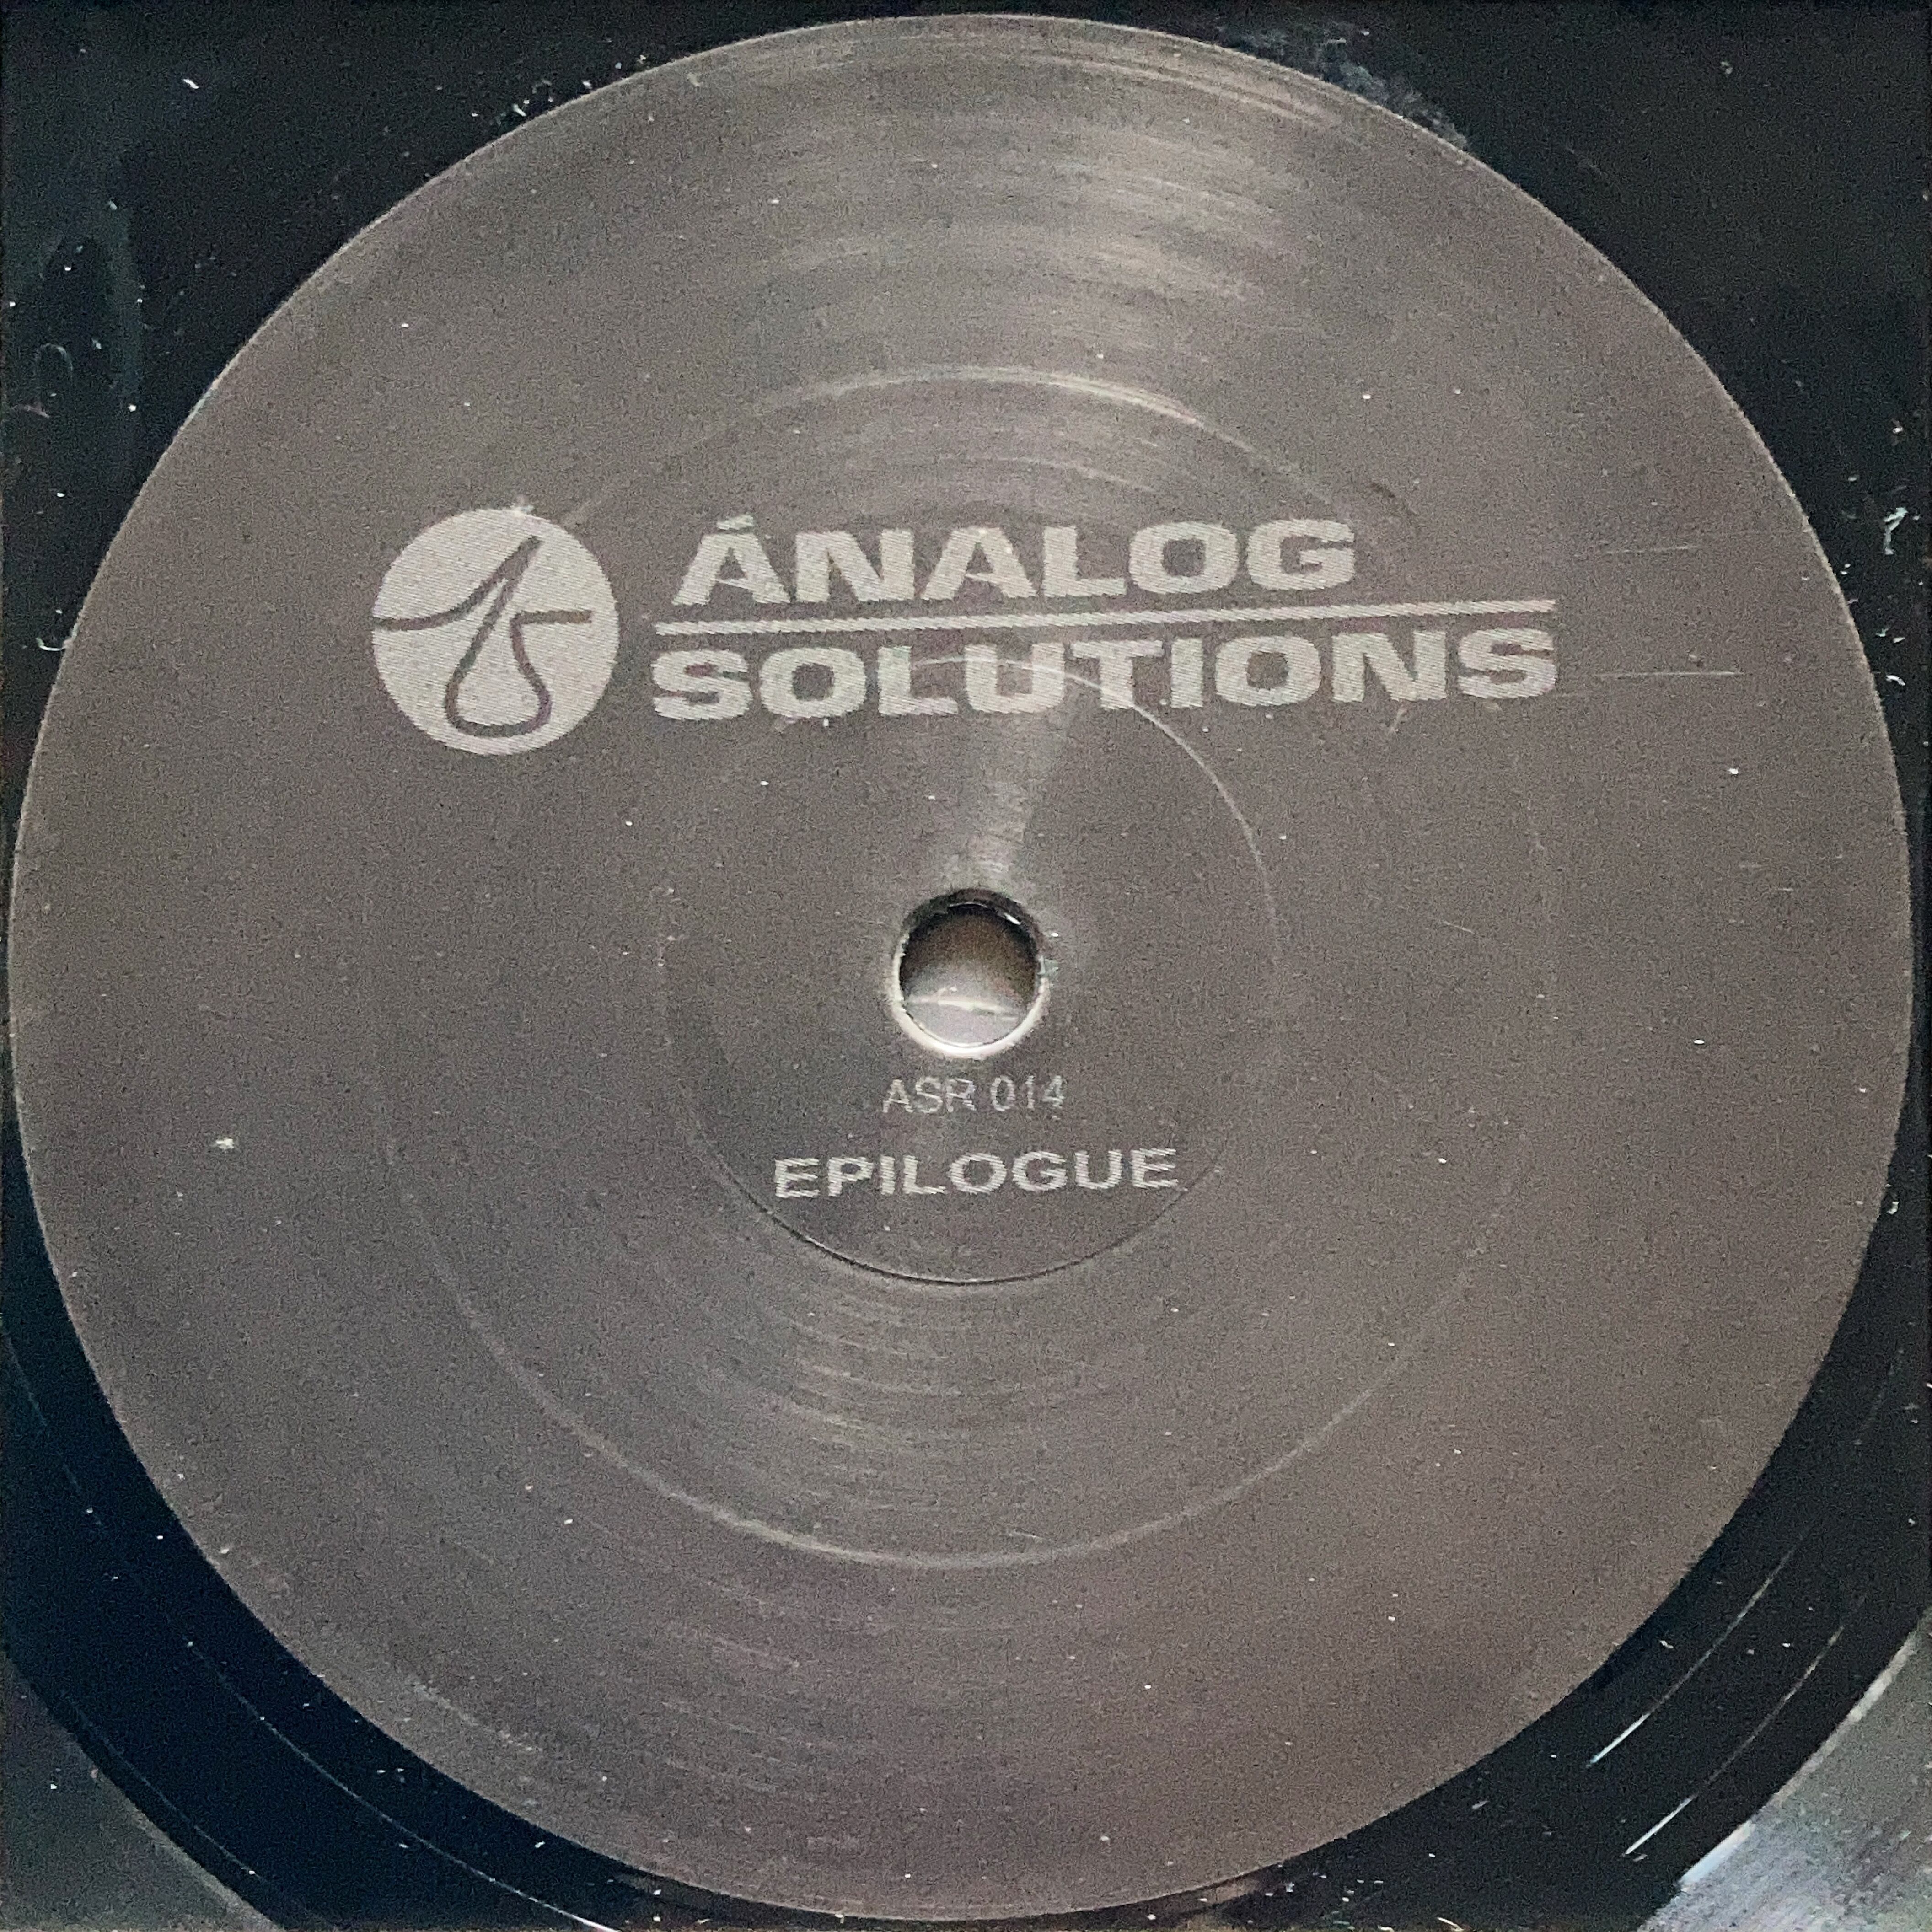 ÁNALOG
SOLUTIONS
ASR 014
EPILOGUE